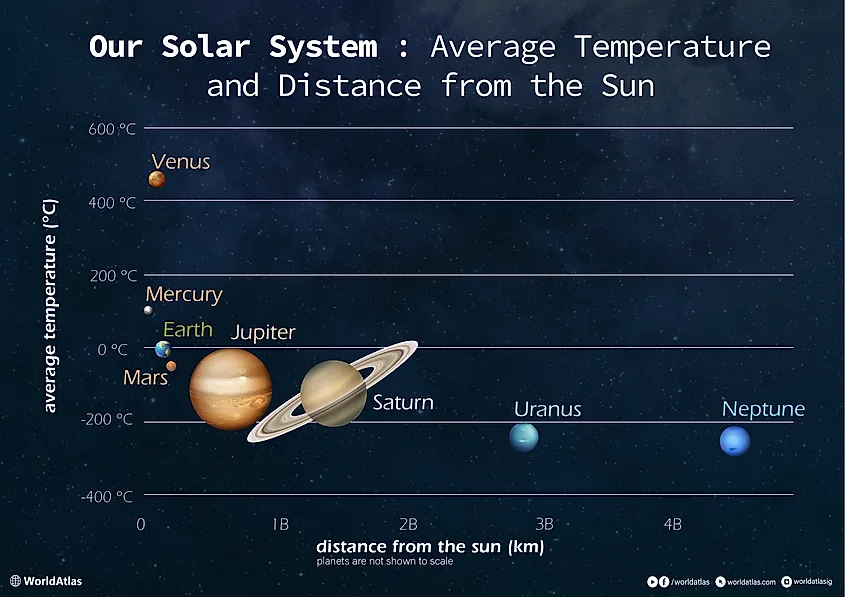 Our Solar System : Average Temperature
and Distance from the Sun
600 °C
Venus
400 °C
average temperature (°C)
200 °C
Mercury
Earth
Jupiter
0 °C
Mars
Saturn
-200 °C
Uranus
Neptune
-400 °C
0 1B 2B 3B 4B
distance from the sun (km)
planets are not shown to scale
WorldAtlas
/worldatlas worldatlas.com worldatlasig